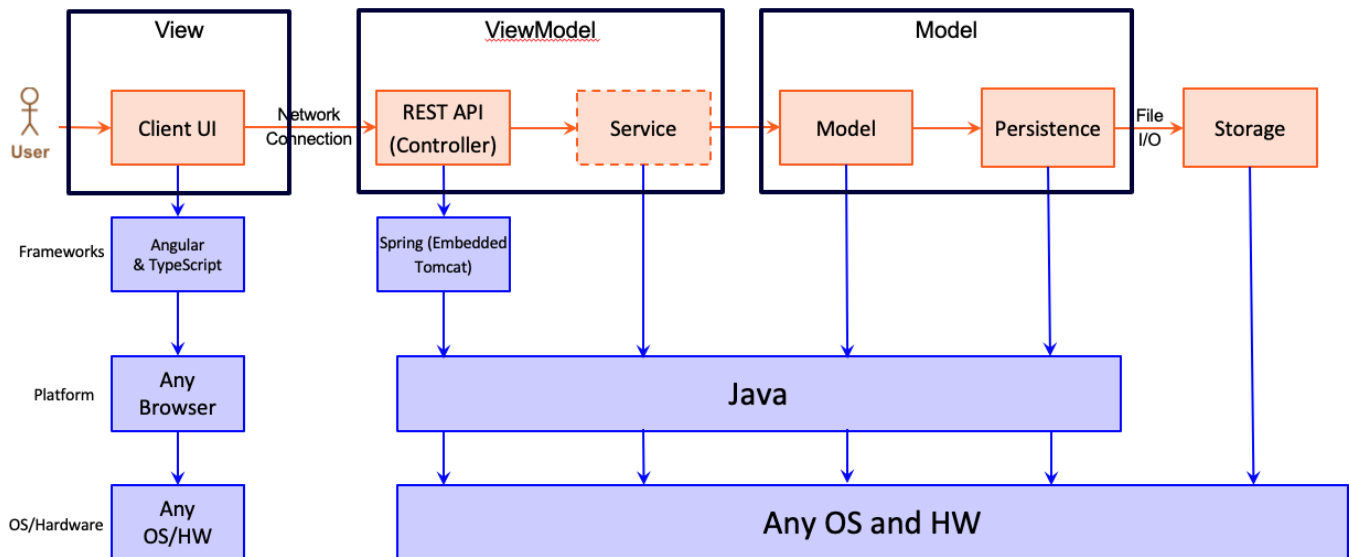 View
ViewModel
Model
User
Client UI
Network
Connection
REST API
(Controller)
Service
Model
Persistence
File
I/O
Storage
Frameworks
Angular
& TypeScript
Spring (Embedded
Tomcat)
Platform
Any
Browser
Java
OS/Hardware
Any
OS/HW
Any OS and HW